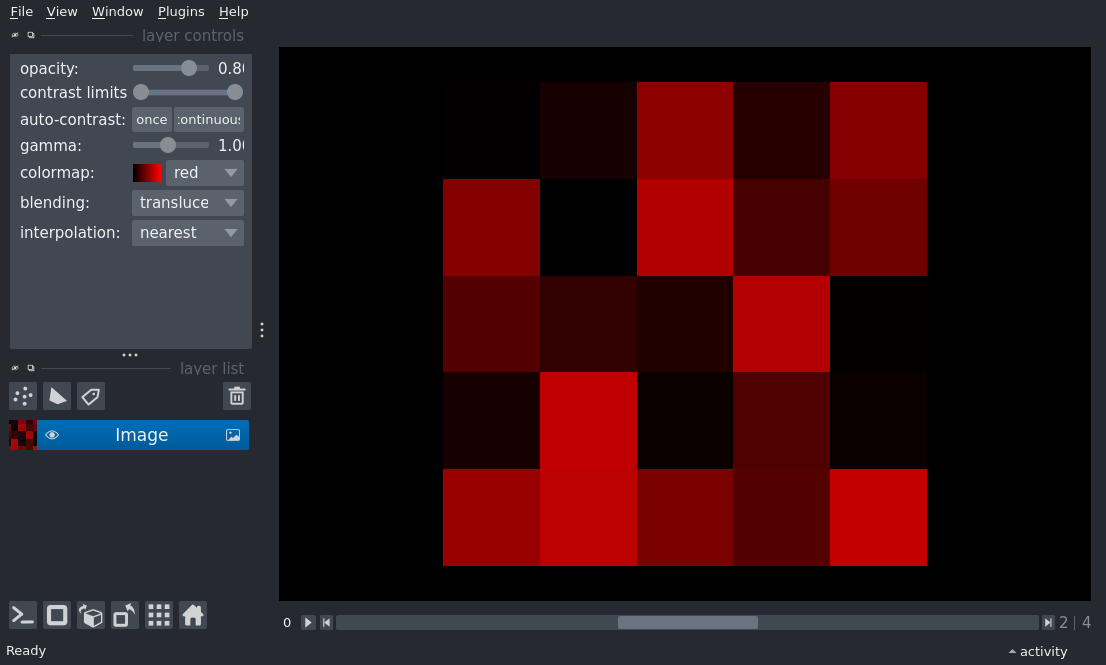 File View Window Plugins Help
layer controls
opacity: 0.80
contrast limits
auto-contrast: once continuous
gamma: 1.00
colormap: red
blending: transluce
interpolation: nearest
layer list
Image
0 2 | 4
Ready activity